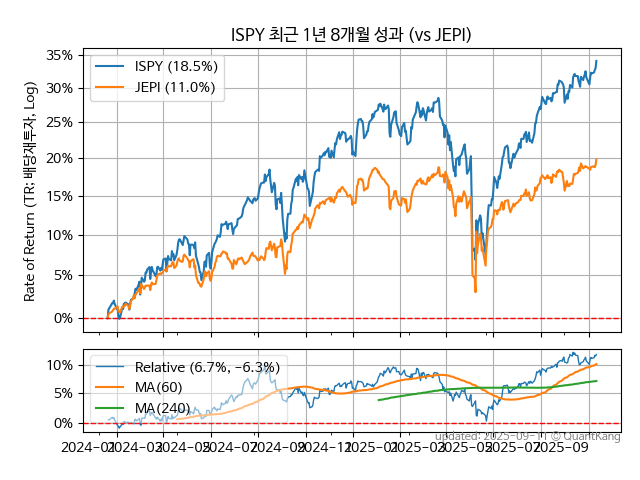 ISPY 최근 1년 8개월 성과 (vs JEPI)
Rate of Return (TR: 배당재투자, Log)
35%
30%
25%
20%
15%
10%
5%
0%
ISPY (18.5%)
JEPI (11.0%)
10%
5%
0%
Relative (6.7%, -6.3%)
MA(60)
MA(240)
2024-01
2024-03
2024-05
2024-07
2024-09
2024-11
2025-01
2025-03
2025-05
2025-07
2025-09
updated: 2025-09-11 © QuantKang